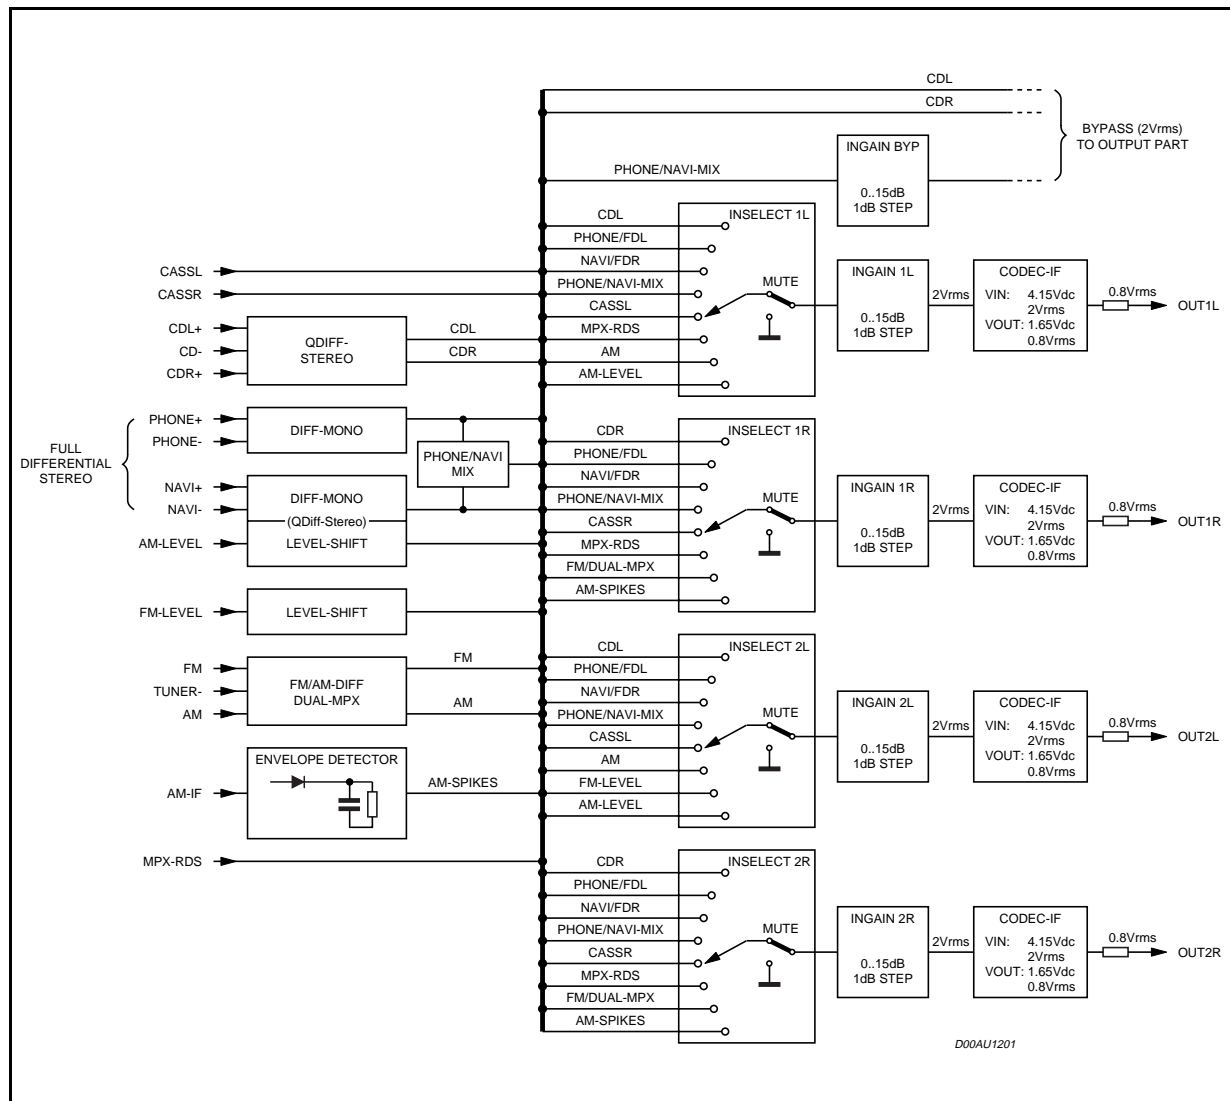 CDL
CDR
BYPASS (2Vrms)
TO OUTPUT PART
INGAIN BYP
0..15dB
1dB STEP
PHONE/NAVI-MIX
CASSL
CASSR
CDL+
CD-
CDR+
QDIFF-
STEREO
CDL
CDR
FULL
DIFFERENTIAL
STEREO
PHONE+
PHONE-
DIFF-MONO
PHONE/NAVI
MIX
NAVI+
NAVI-
DIFF-MONO
(QDiff-Stereo)
AM-LEVEL
LEVEL-SHIFT
FM-LEVEL
LEVEL-SHIFT
FM
TUNER-
AM
FM/AM-DIFF
DUAL-MPX
FM
AM
ENVELOPE DETECTOR
AM-IF
AM-SPIKES
MPX-RDS
CDL
PHONE/FDL
NAVI/FDR
PHONE/NAVI-MIX
CASSL
MPX-RDS
AM
AM-LEVEL
INSELECT 1L
MUTE
INGAIN 1L
0..15dB
1dB STEP
2Vrms
CODEC-IF
VIN: 4.15Vdc
2Vrms
VOUT: 1.65Vdc
0.8Vrms
0.8Vrms
OUT1L
CDR
PHONE/FDL
NAVI/FDR
PHONE/NAVI-MIX
CASSR
MPX-RDS
FM/DUAL-MPX
AM-SPIKES
INSELECT 1R
MUTE
INGAIN 1R
0..15dB
1dB STEP
2Vrms
CODEC-IF
VIN: 4.15Vdc
2Vrms
VOUT: 1.65Vdc
0.8Vrms
0.8Vrms
OUT1R
CDL
PHONE/FDL
NAVI/FDR
PHONE/NAVI-MIX
CASSL
AM
FM-LEVEL
AM-LEVEL
INSELECT 2L
MUTE
INGAIN 2L
0..15dB
1dB STEP
2Vrms
CODEC-IF
VIN: 4.15Vdc
2Vrms
VOUT: 1.65Vdc
0.8Vrms
0.8Vrms
OUT2L
CDR
PHONE/FDL
NAVI/FDR
PHONE/NAVI-MIX
CASSR
MPX-RDS
FM/DUAL-MPX
AM-SPIKES
INSELECT 2R
MUTE
INGAIN 2R
0..15dB
1dB STEP
2Vrms
CODEC-IF
VIN: 4.15Vdc
2Vrms
VOUT: 1.65Vdc
0.8Vrms
0.8Vrms
OUT2R
D00AU1201